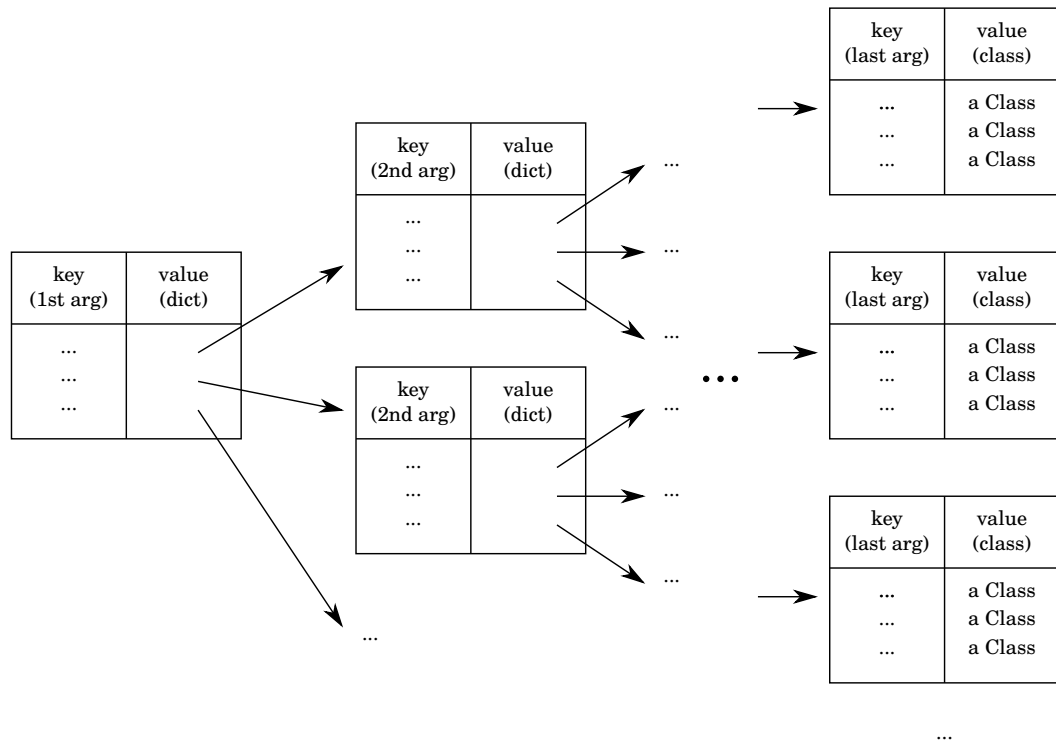 key value
(1st arg) (dict)
...
...
...
key value
(2nd arg) (dict)
...
...
...
key value
(2nd arg) (dict)
...
...
...
...
...
...
...
...
...
...
...
key value
(last arg) (class)
... a Class
... a Class
... a Class
key value
(last arg) (class)
... a Class
... a Class
... a Class
key value
(last arg) (class)
... a Class
... a Class
... a Class
...